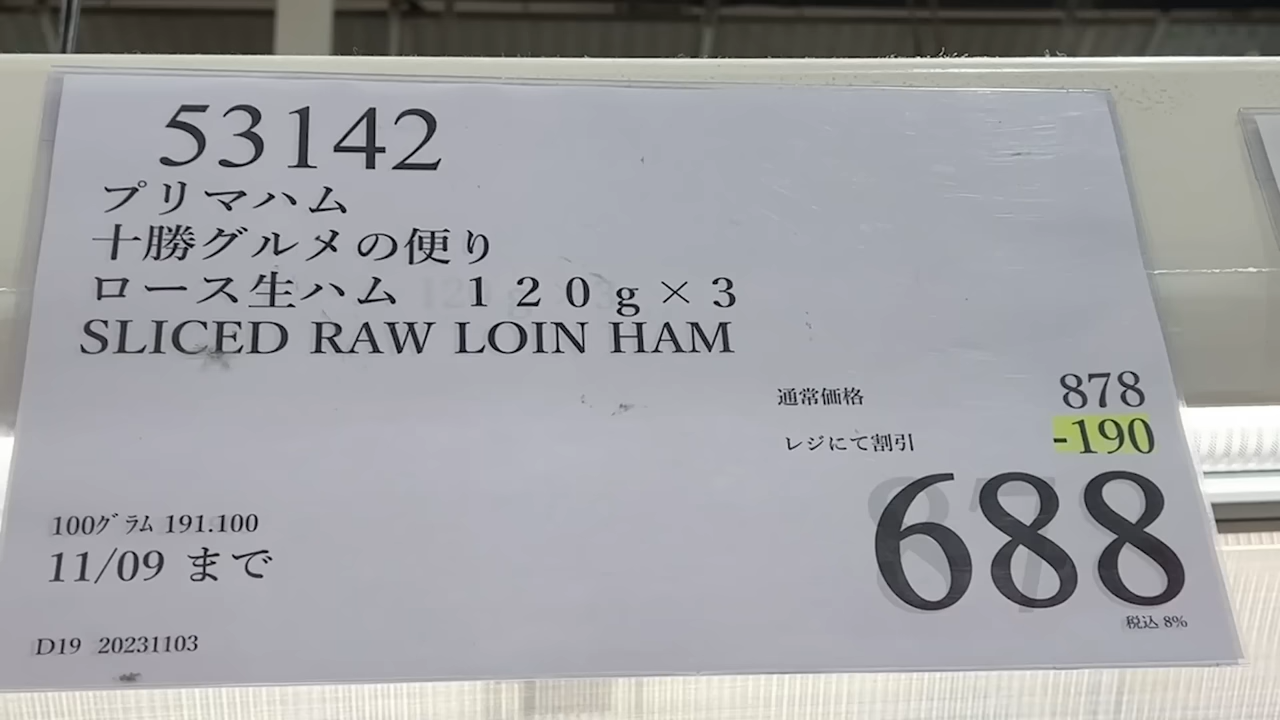 53142
プリマハム
十勝グルメの便り
ロース生ハム　１２０ｇ×３
SLICED RAW LOIN HAM
通常価格 878
レジにて割引 -190
688
税込 8%
100グラム 191.100
11/09 まで
D19 20231103